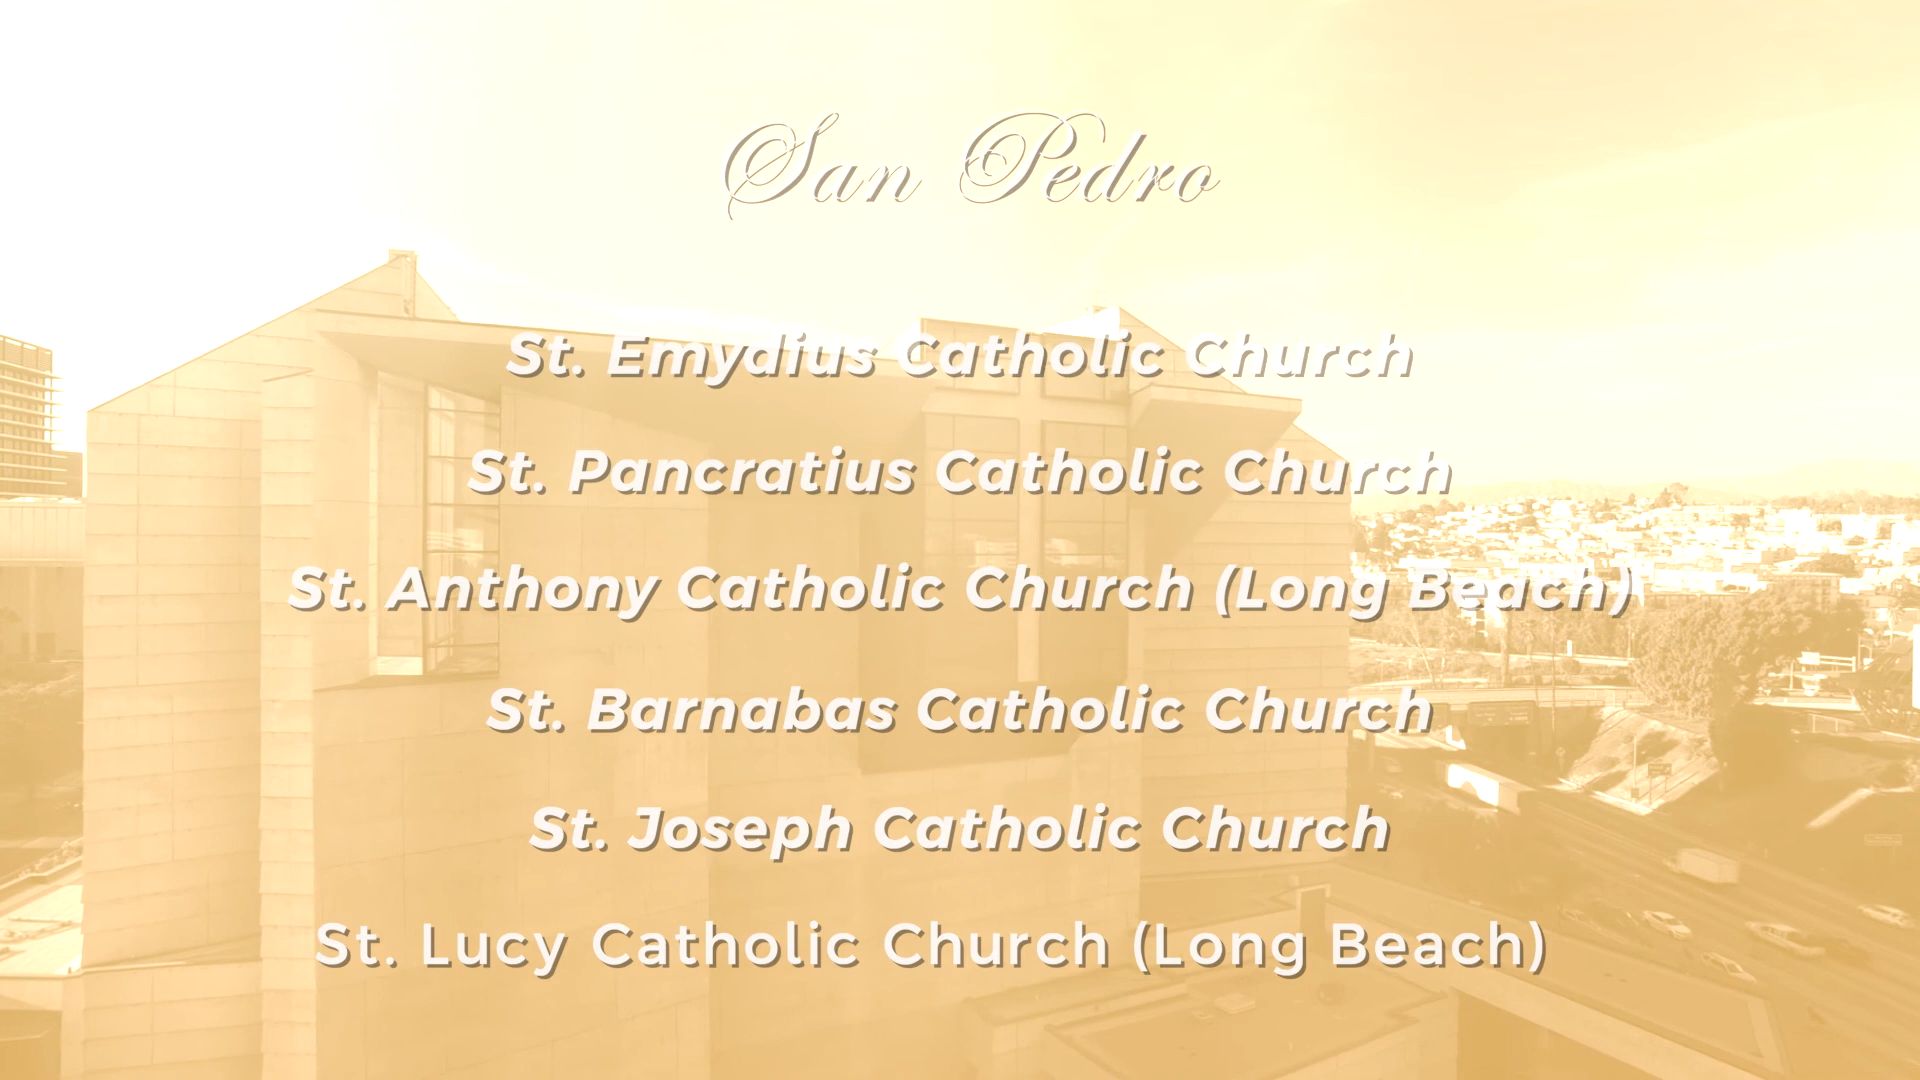 San Pedro
St. Emydius Catholic Church
St. Pancratius Catholic Church
St. Anthony Catholic Church (Long Beach)
St. Barnabas Catholic Church
St. Joseph Catholic Church
St. Lucy Catholic Church (Long Beach)